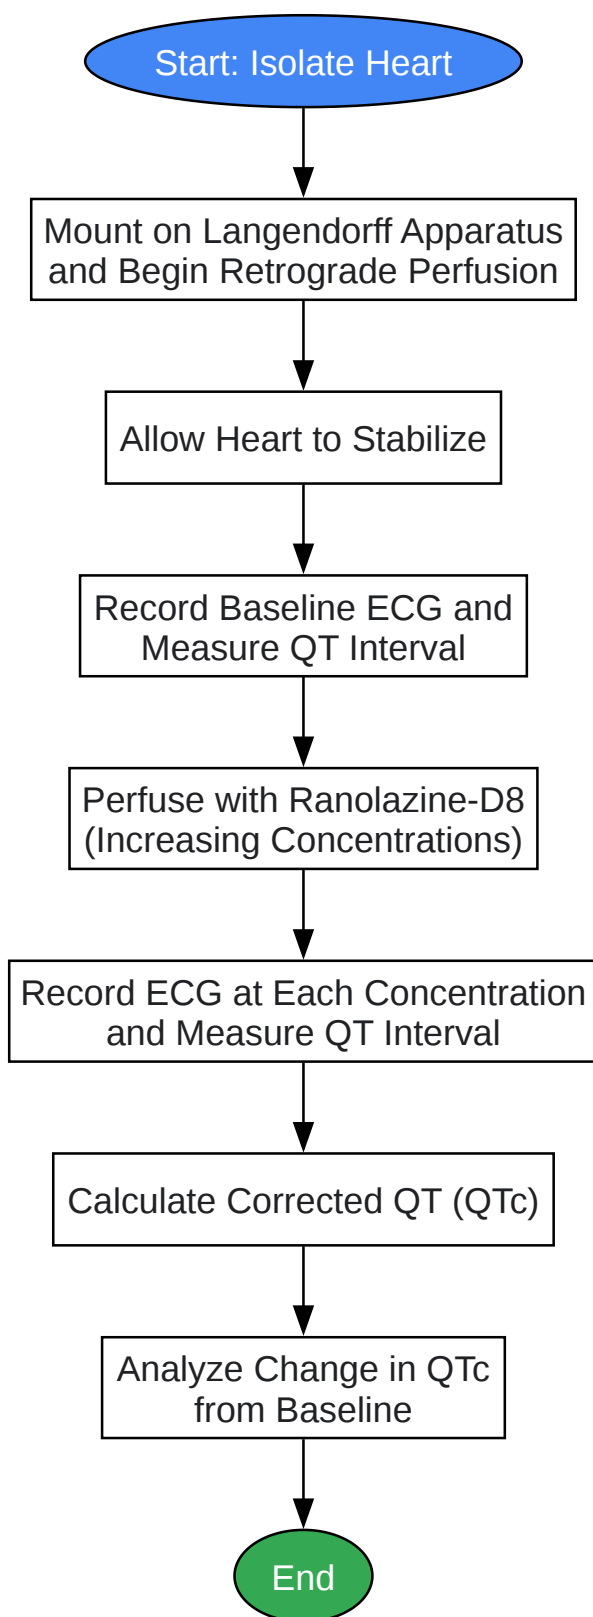 Start: Isolate Heart
Mount on Langendorff Apparatus
and Begin Retrograde Perfusion
Allow Heart to Stabilize
Record Baseline ECG and
Measure QT Interval
Perfuse with Ranolazine-D8
(Increasing Concentrations)
Record ECG at Each Concentration
and Measure QT Interval
Calculate Corrected QT (QTc)
Analyze Change in QTc
from Baseline
End